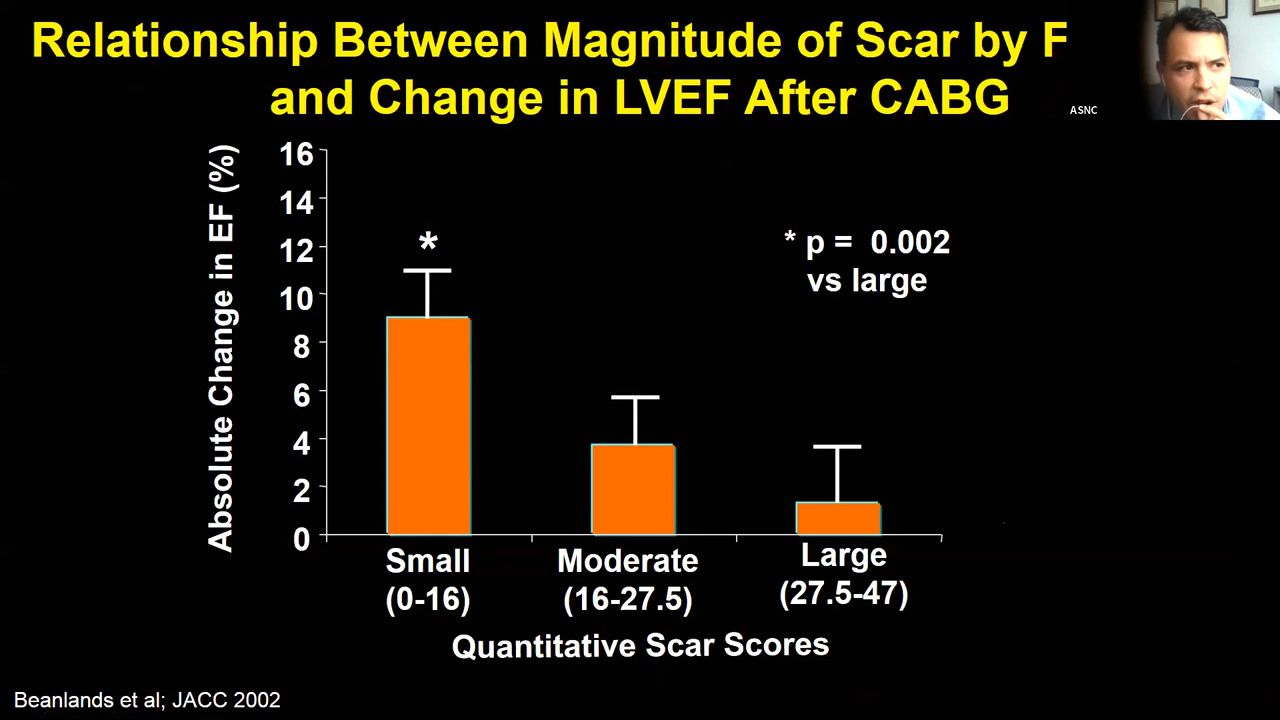 Relationship Between Magnitude of Scar by F
and Change in LVEF After CABG
ASNC
Absolute Change in EF (%)
16
14
12
10
8
6
4
2
0
*
* p = 0.002
vs large
Small
(0-16)
Moderate
(16-27.5)
Large
(27.5-47)
Quantitative Scar Scores
Beanlands et al; JACC 2002